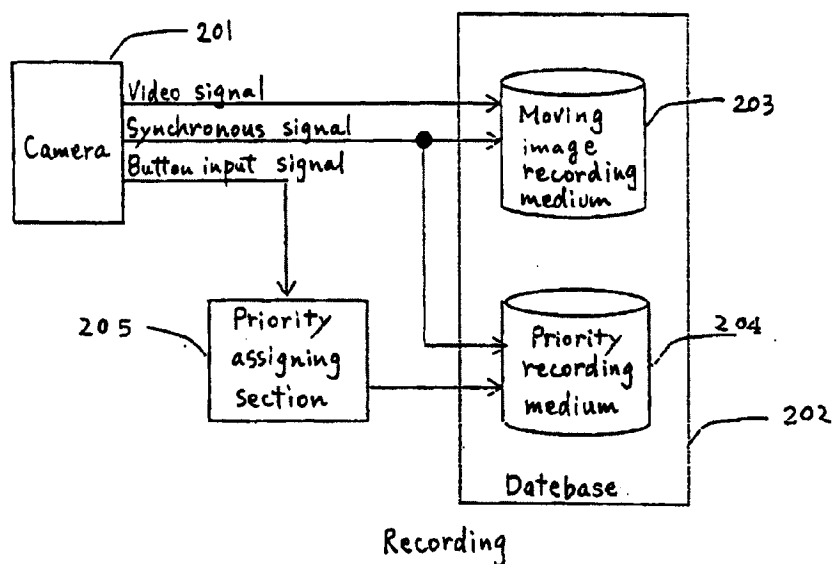 201
Video signal
Synchronous signal
Button input signal
Camera
Moving
image
recording
medium
203
205
Priority
assigning
section
Priority
recording
medium
204
202
Datebase
Recording